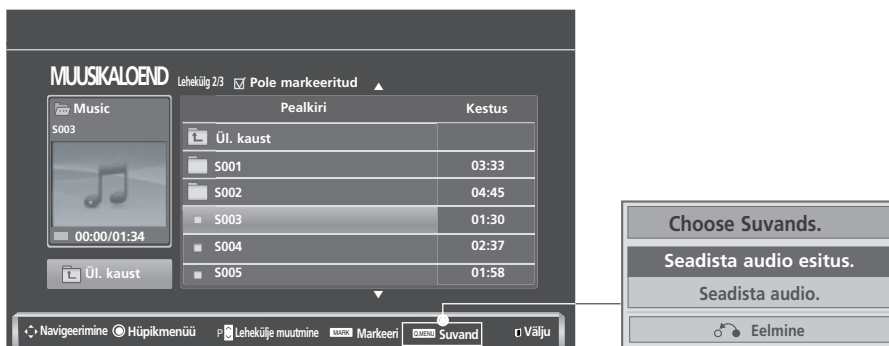 MUUSIKALOEND Lehekülg 2/3 Pole markeeritud
Music
S003
00:00/01:34
Ül. kaust
Pealkiri Kestus
Ül. kaust
S001 03:33
S002 04:45
S003 01:30
S004 02:37
S005 01:58
Navigeerimine Hüpikmenüü P Lehekülje muutmine MARK Markeeri Q.MENU Suvand Välju
Choose Suvands.
Seadista audio esitus.
Seadista audio.
Eelmine